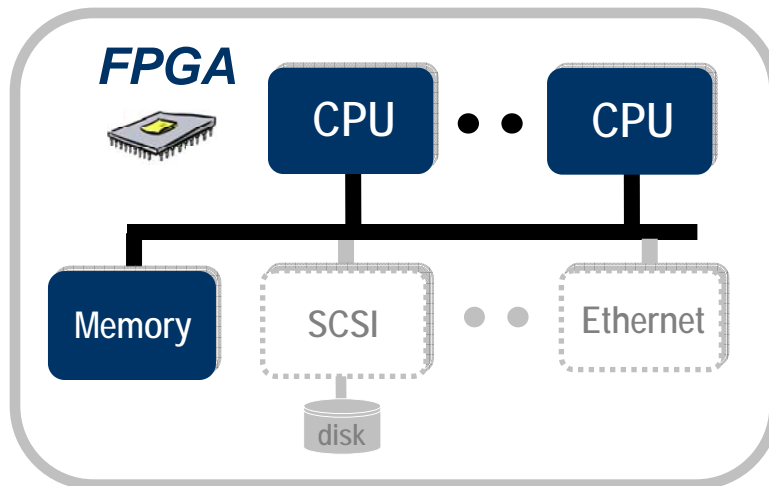 FPGA
CPU
CPU
Memory
SCSI
Ethernet
disk